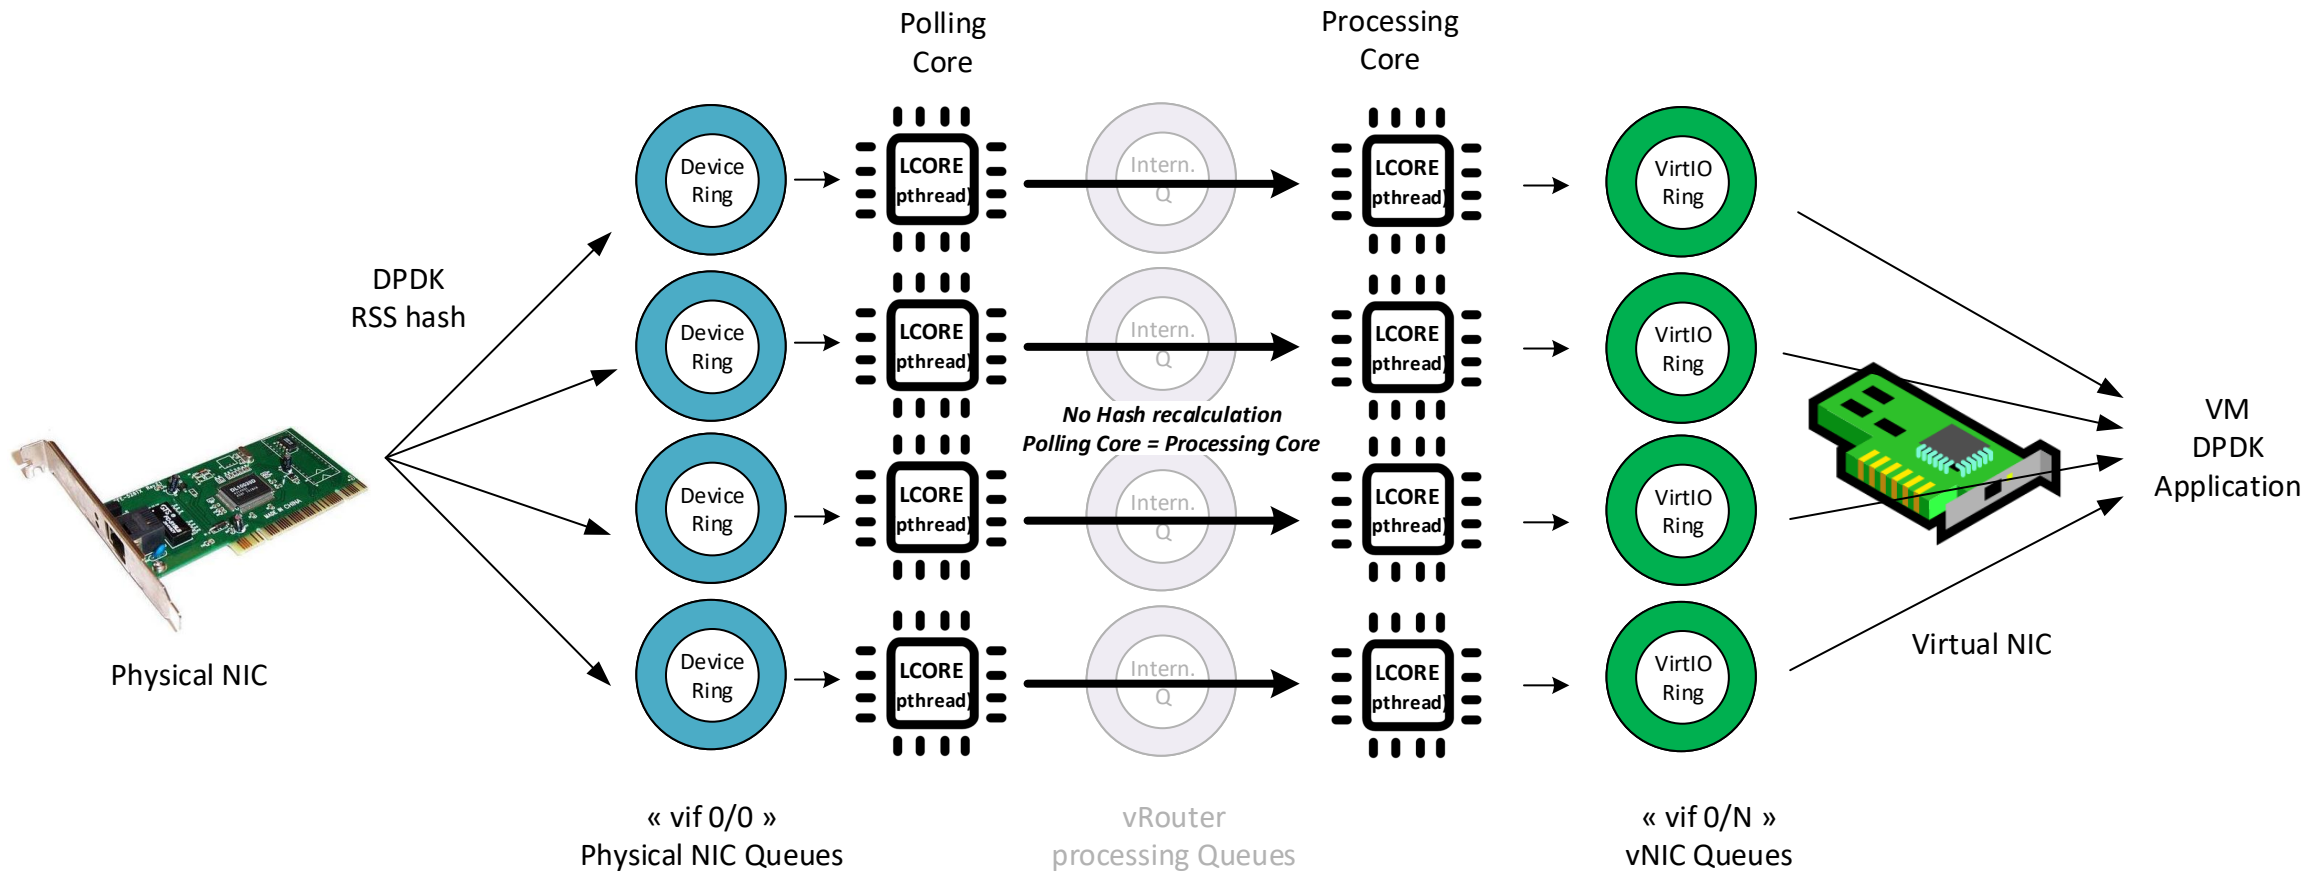 Polling
Core
Processing
Core
Device
Ring
LCORE
pthread)
Intern.
Q
LCORE
pthread)
VirtIO
Ring
DPDK
RSS hash
Device
Ring
LCORE
pthread)
Intern.
Q
LCORE
pthread)
VirtIO
Ring
No Hash recalculation
Polling Core = Processing Core
VM
DPDK
Application
Device
Ring
LCORE
pthread)
Intern.
Q
LCORE
pthread)
VirtIO
Ring
Physical NIC
Device
Ring
LCORE
pthread)
Intern.
Q
LCORE
pthread)
VirtIO
Ring
Virtual NIC
« vif 0/0 »
Physical NIC Queues
vRouter
processing Queues
« vif 0/N »
vNIC Queues